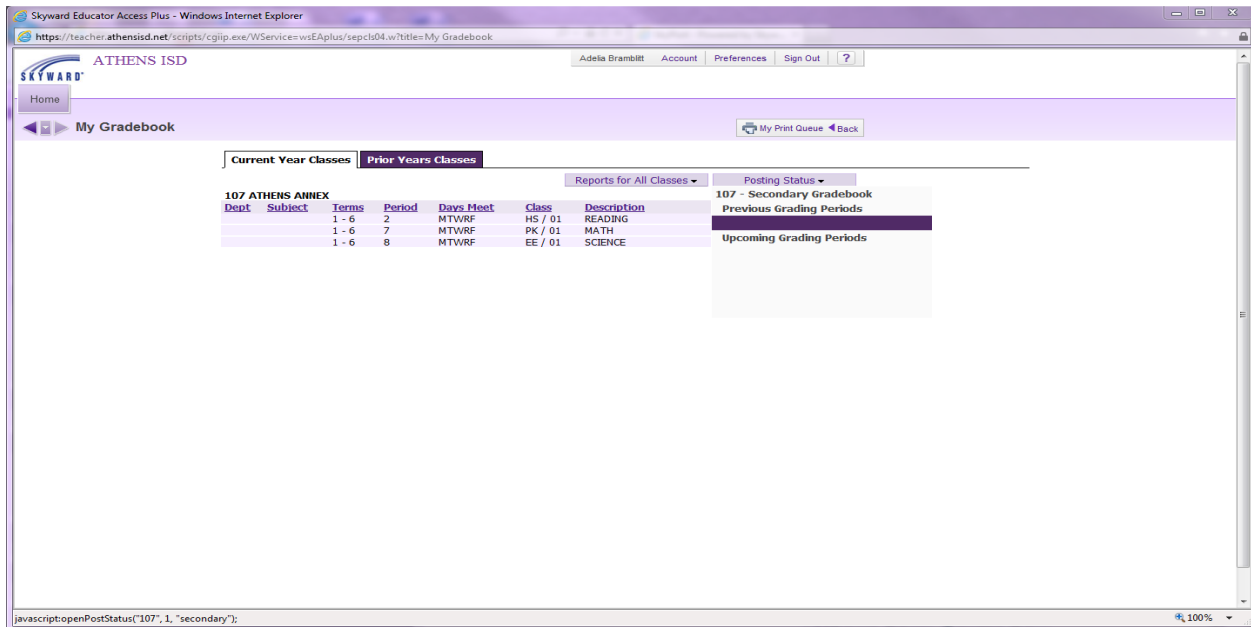 Skyward Educator Access Plus - Windows Internet Explorer
https://teacher.athensisd.net/scripts/cgiip.exe/WService=wsEAplus/sepcls04.w?title=My Gradebook
SKYWARD
ATHENS ISD
Adelia Bramblitt Account Preferences Sign Out ?
Home
My Gradebook
My Print Queue Back
Current Year Classes Prior Years Classes
Reports for All Classes Posting Status
107 ATHENS ANNEX
107 - Secondary Gradebook
Dept Subject Terms Period Days Meet Class Description
Previous Grading Periods
1 - 6 2 MTWRF HS / 01 READING
1 - 6 7 MTWRF PK / 01 MATH
Upcoming Grading Periods
1 - 6 8 MTWRF EE / 01 SCIENCE
javascript:openPostStatus("107", 1, "secondary");
100%